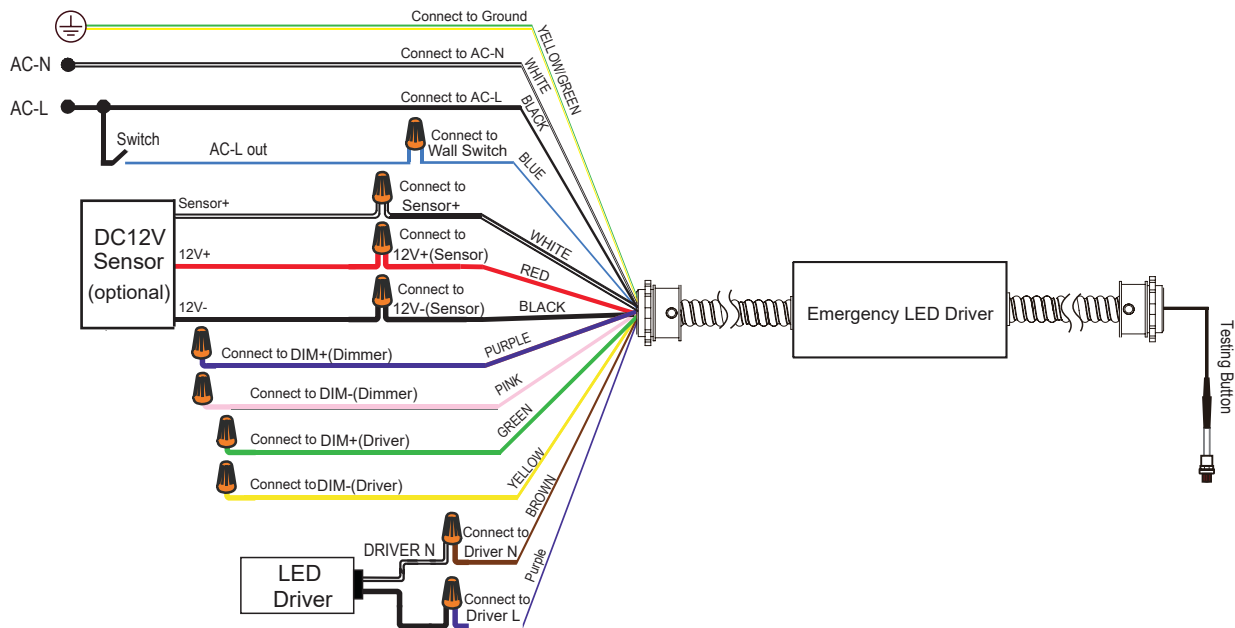 Connect to Ground
YELLOW/GREEN
AC-N
Connect to AC-N
WHITE
AC-L
Connect to AC-L
BLACK
Switch
AC-L out
Connect to
Wall Switch
BLUE
DC12V
Sensor
(optional)
Sensor+
Connect to
Sensor+
WHITE
12V+
Connect to
12V+(Sensor)
RED
12V-
Connect to
12V-(Sensor)
BLACK
Connect to DIM+(Dimmer)
PURPLE
Connect to DIM-(Dimmer)
PINK
Connect to DIM+(Driver)
GREEN
Connect toDIM-(Driver)
YELLOW
LED
Driver
DRIVER N
Connect to
Driver N
BROWN
Connect to
Driver L
Purple
Emergency LED Driver
Testing Button